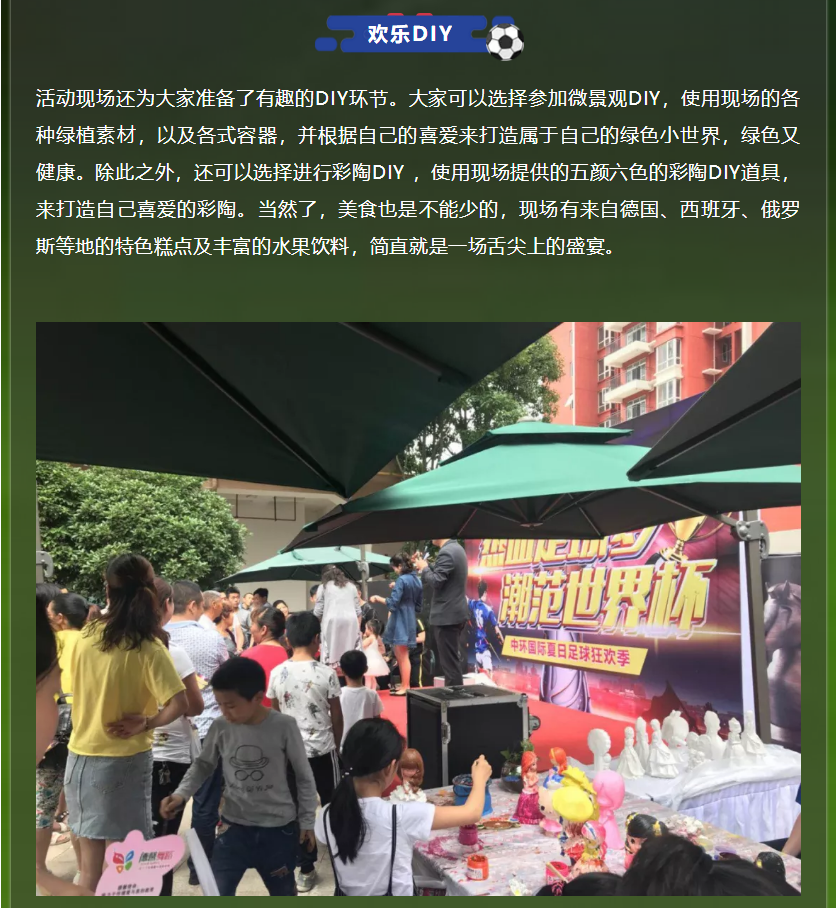 欢乐DIY
活动现场还为大家准备了有趣的DIY环节。大家可以选择参加微景观DIY，使用现场的各
种绿植素材，以及各式容器，并根据自己的喜爱来打造属于自己的绿色小世界，绿色又
健康。除此之外，还可以选择进行彩陶DIY ，使用现场提供的五颜六色的彩陶DIY道具，
来打造自己喜爱的彩陶。当然了，美食也是不能少的，现场有来自德国、西班牙、俄罗
斯等地的特色糕点及丰富的水果饮料，简直就是一场舌尖上的盛宴。
热血足球梦
潮范世界杯
中环国际夏日足球狂欢季